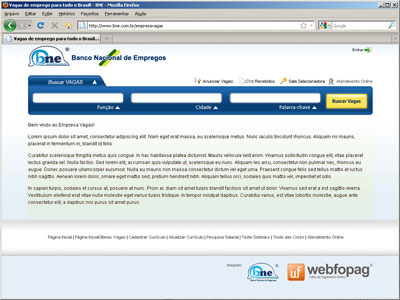 Vagas de emprego para todo o Brasil - BNE - Mozilla Firefox
Arquivo Editar Exibir Histórico Favoritos Ferramentas Ajuda
http://www.bne.com.br/empresavagas
Google
Vagas de emprego para todo o Brasil...
bne
Banco Nacional de Empregos
Entrar
Buscar VAGAS
Anunciar Vagas CVs Recebidos Sala Selecionadora Atendimento Online
Função Cidade Palavra-chave
Buscar Vagas
Bem vindo ao Empresa Vagas!
Lorem ipsum dolor sit amet, consectetur adipiscing elit. Nam eget erat massa, eu scelerisque metus. Nunc iaculis tincidunt rhoncus. Aliquam mi mauris,
placerat in fermentum in, blandit id felis.
Curabitur scelerisque fringilla metus quis congue. In hac habitasse platea dictumst. Mauris vehicula velit enim. Vivamus sollicitudin congue elit, vitae placerat
lectus gravida vel. Nulla facilisi. Sed lorem elit, accumsan quis vulputate ut, scelerisque eu nunc. Aliquam leo arcu, consectetur non pulvinar nec, rhoncus eu
augue. Donec posuere ullamcorper euismod. Nulla eu mauris non massa consectetur dictum vel eget urna. Praesent congue felis sed tellus mattis et luctus
nibh sagittis. Aenean lorem dolor, ornare eget mattis sed, pretium hendrerit nibh. Aliquam tellus orci, sodales quis mattis vel, imperdiet et odio.
In sapien turpis, sodales et cursus at, posuere at nunc. Proin ac diam sit amet turpis blandit facilisis sit amet ut dolor. Vivamus sed erat a est sagittis viverra.
Vestibulum eleifend erat vitae nulla molestie eget varius turpis tristique. In tempor volutpat dapibus. Curabitur varius, est vitae lobortis molestie, augue ante
consectetur elit, a dapibus nisl purus sit amet purus.
Página Inicial | Página Inicial Últimas Vagas | Cadastrar Currículo | Atualizar Currículo | Pesquisa Salarial | Teste | Teste das Cores | Atendimento Online
bne
Banco Nacional de Empregos
webfopag